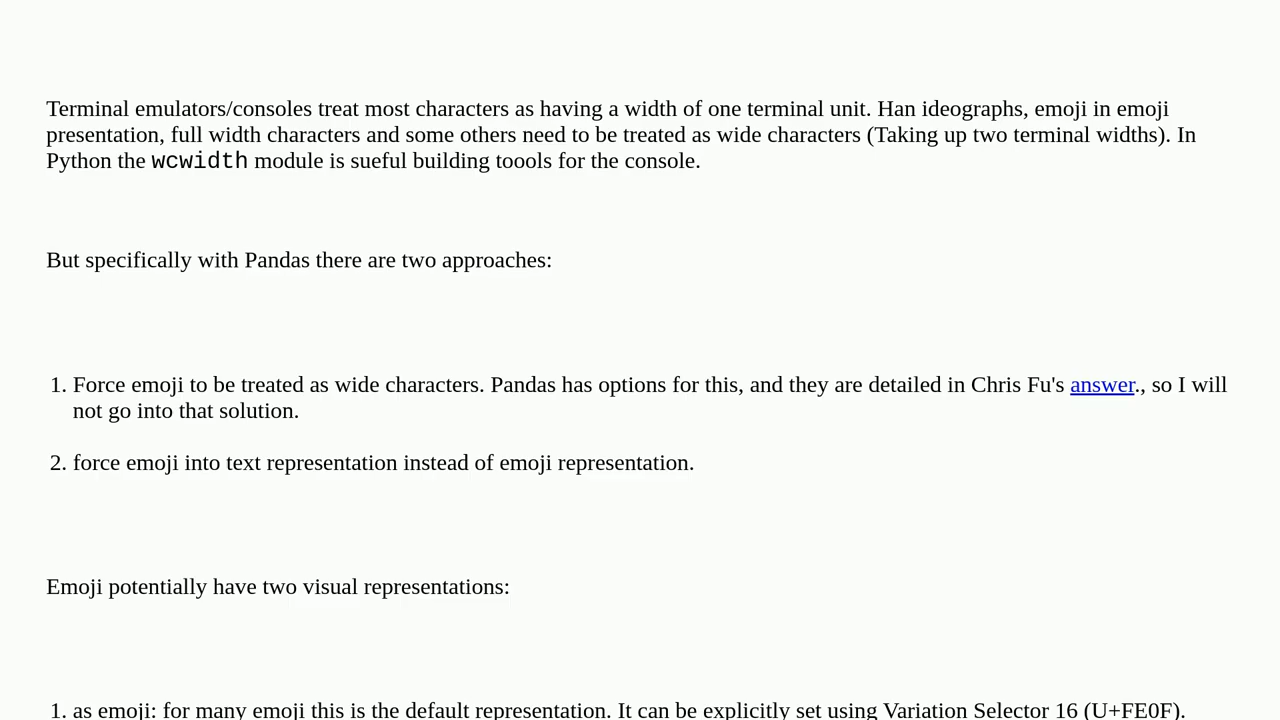 Terminal emulators/consoles treat most characters as having a width of one terminal unit. Han ideographs, emoji in emoji
presentation, full width characters and some others need to be treated as wide characters (Taking up two terminal widths). In
Python the wcwidth module is sueful building toools for the console.
But specifically with Pandas there are two approaches:
1. Force emoji to be treated as wide characters. Pandas has options for this, and they are detailed in Chris Fu's answer., so I will
not go into that solution.
2. force emoji into text representation instead of emoji representation.
Emoji potentially have two visual representations:
1. as emoji: for many emoji this is the default representation. It can be explicitly set using Variation Selector 16 (U+FE0F).